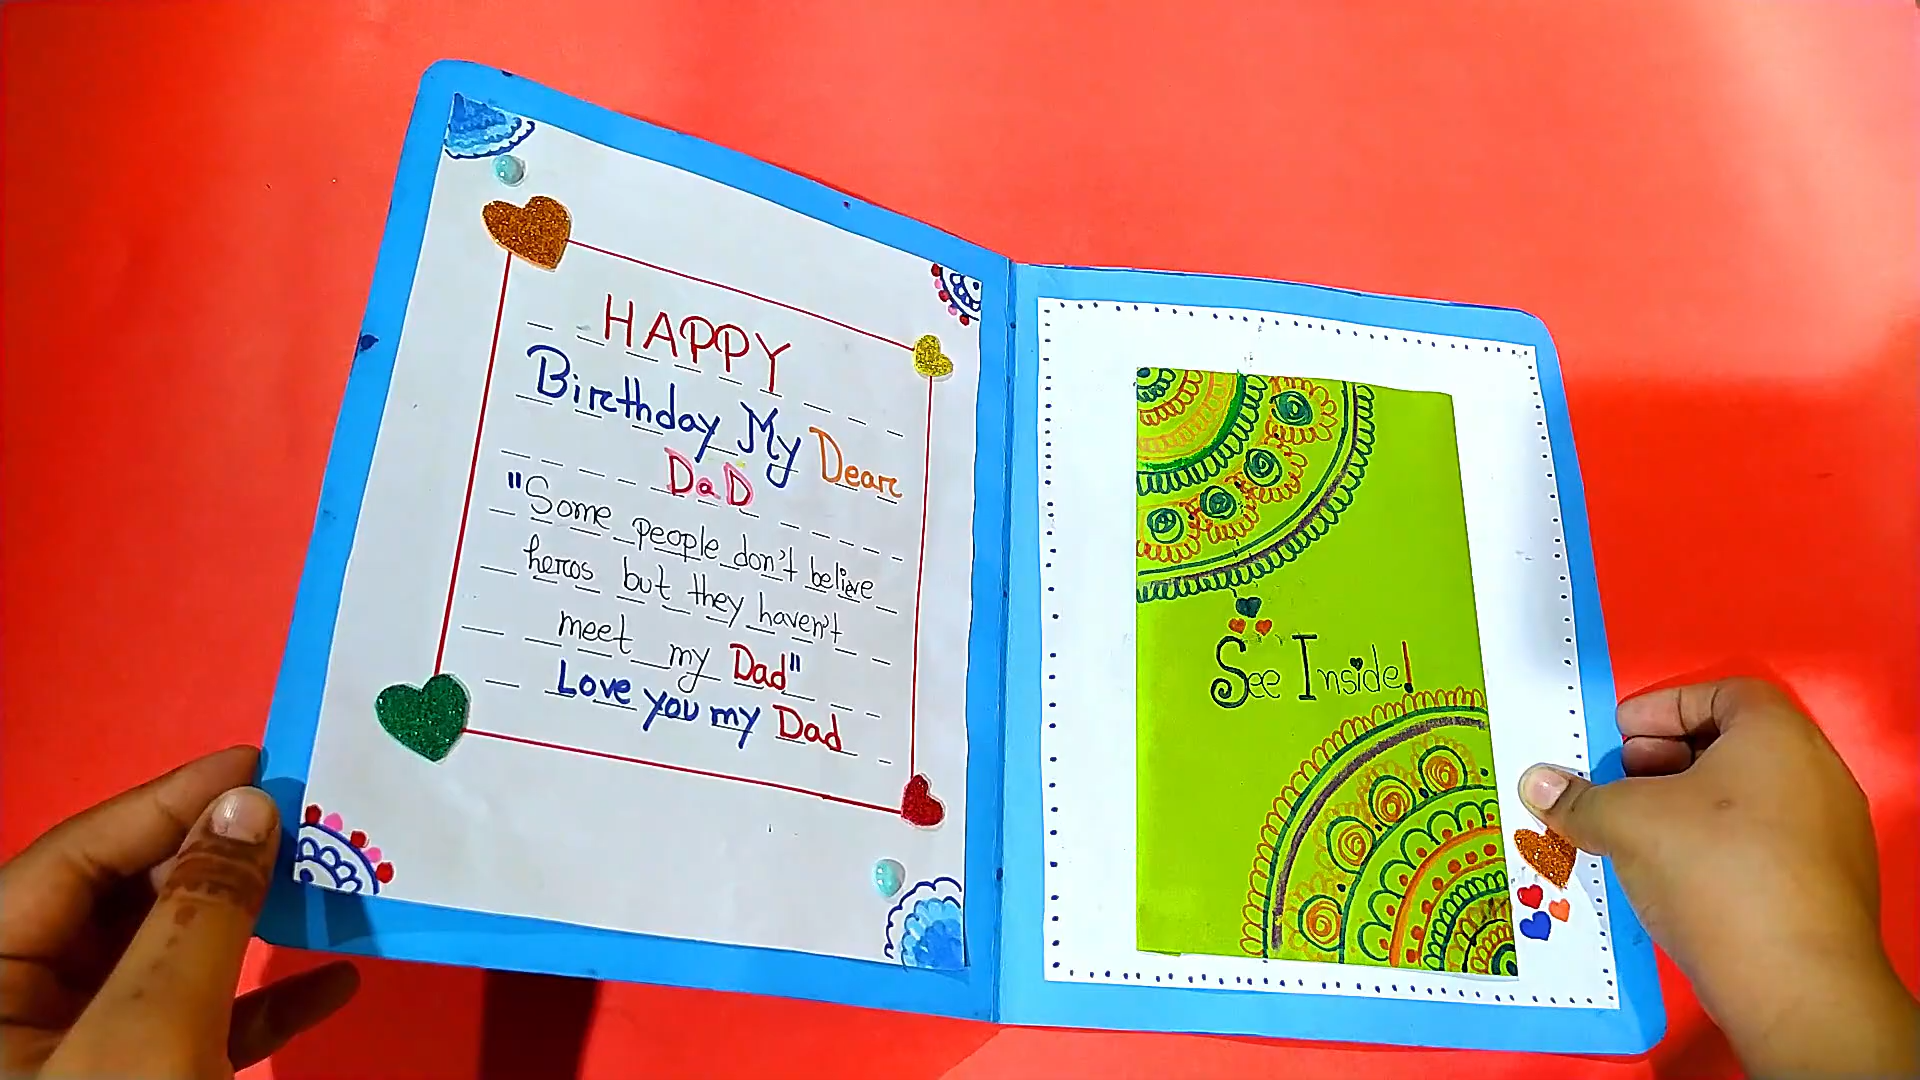 HAPPY
Birthday My Dear
DaD
"Some people don't believe
heros but they haven't
meet my Dad"
Love you my Dad
See Inside!